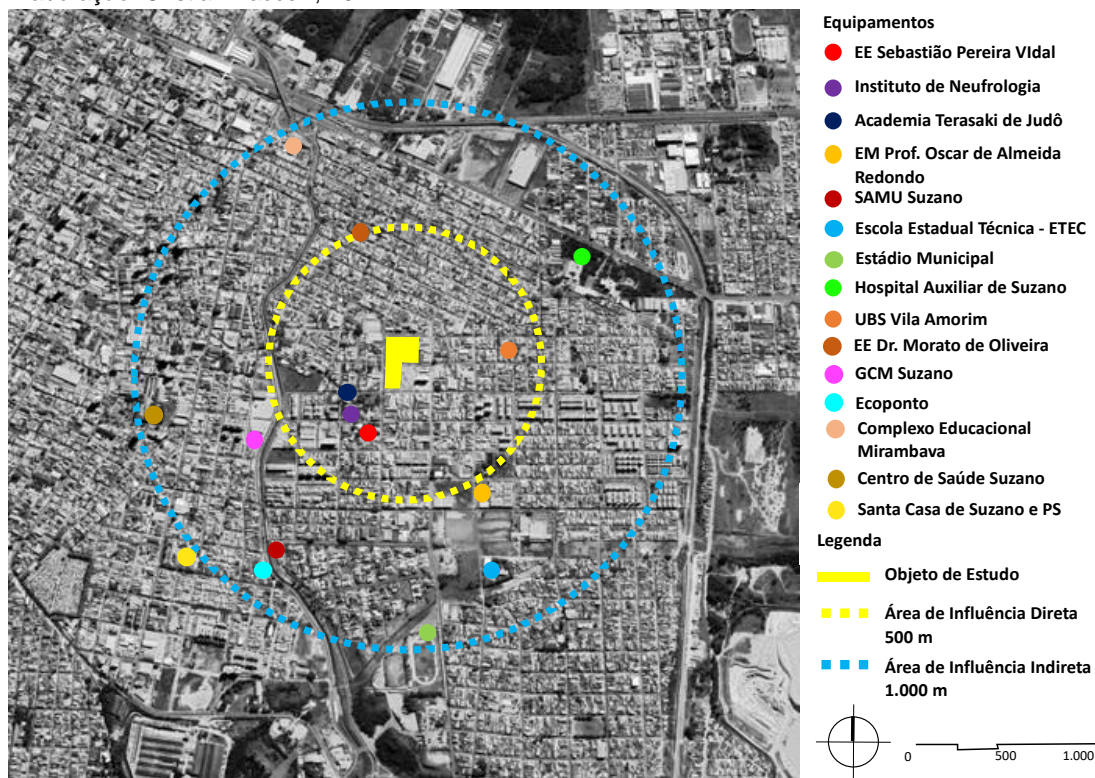 Equipamentos
EE Sebastião Pereira VIdal
Instituto de Neufrologia
Academia Terasaki de Judô
EM Prof. Oscar de Almeida
Redondo
SAMU Suzano
Escola Estadual Técnica - ETEC
Estádio Municipal
Hospital Auxiliar de Suzano
UBS Vila Amorim
EE Dr. Morato de Oliveira
GCM Suzano
Ecoponto
Complexo Educacional
Mirambava
Centro de Saúde Suzano
Santa Casa de Suzano e PS
Legenda
Objeto de Estudo
Área de Influência Direta
500 m
Área de Influência Indireta
1.000 m
0 500 1.000